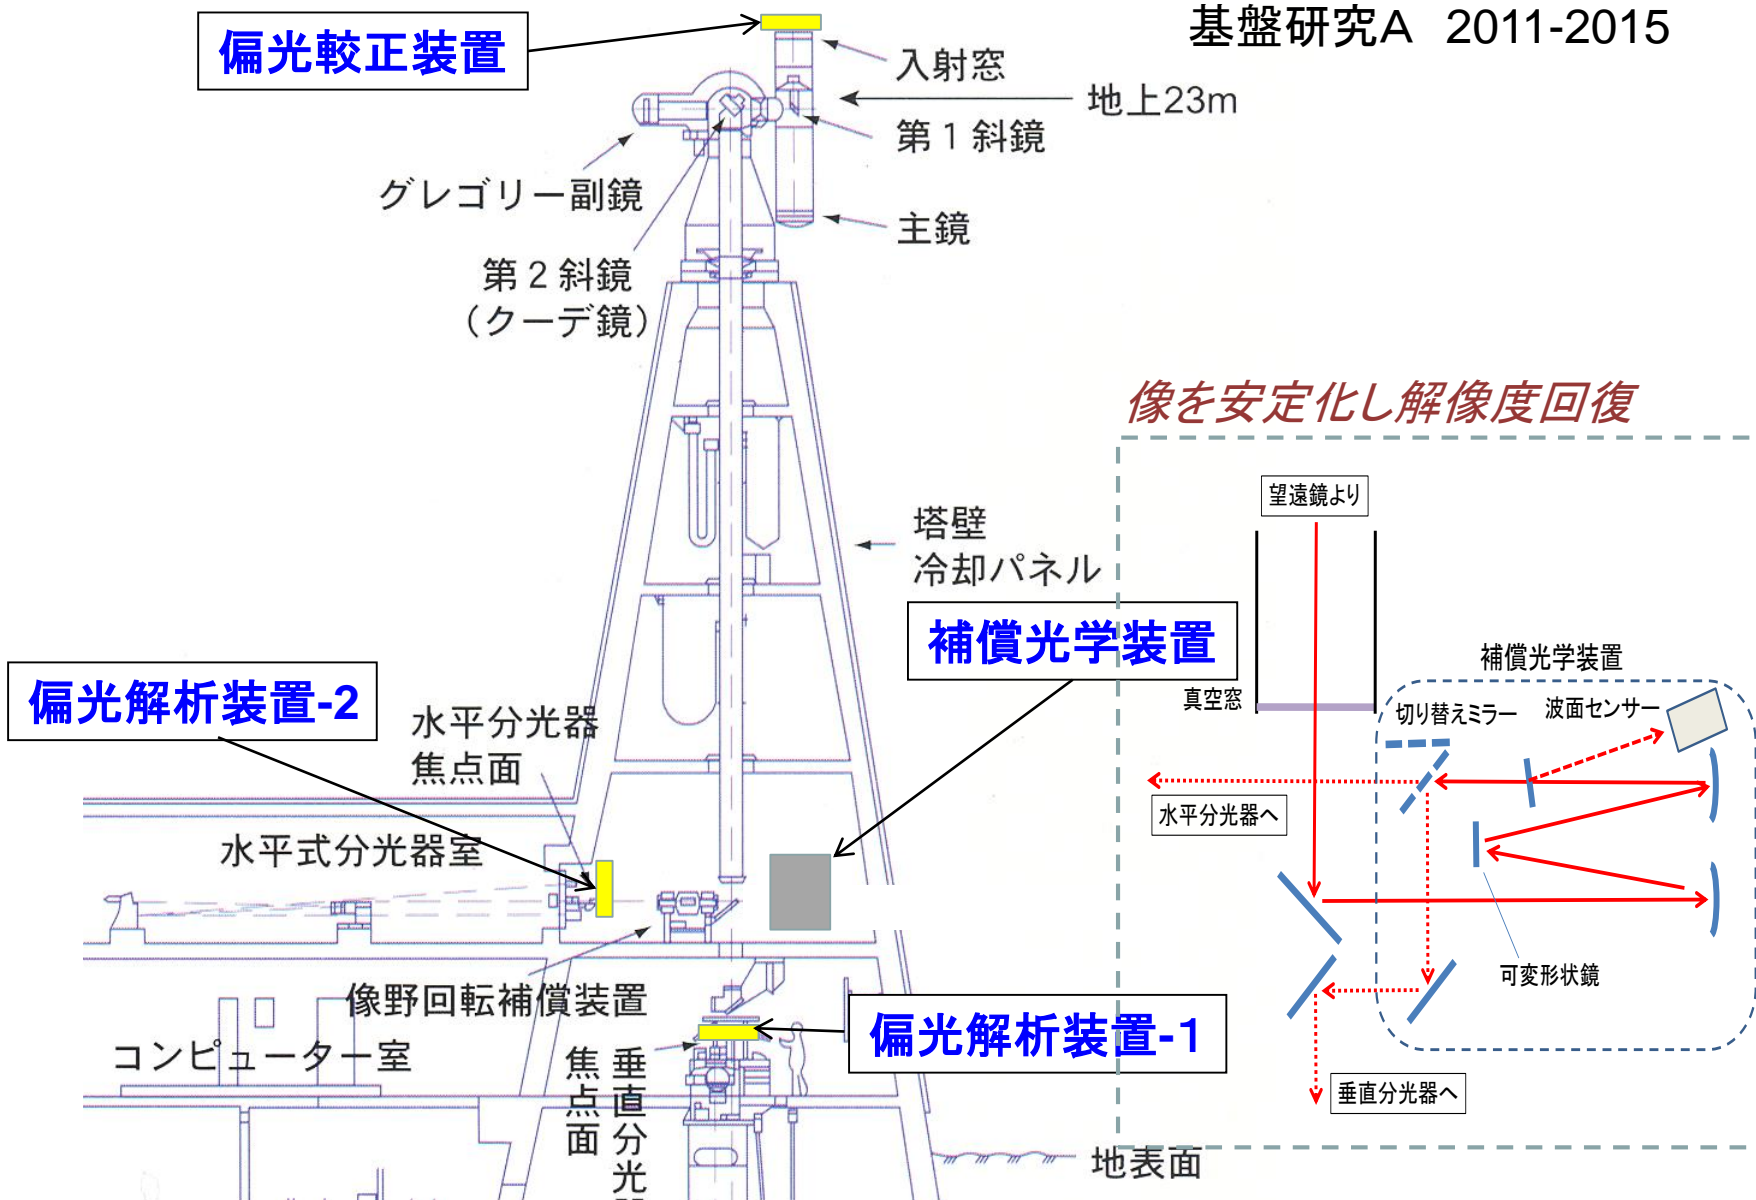 基盤研究A 2011-2015
偏光較正装置
入射窓
地上23m
第1斜鏡
グレゴリー副鏡
主鏡
第2斜鏡
（クーデ鏡）
像を安定化し解像度回復
望遠鏡より
塔壁
冷却パネル
補償光学装置
補償光学装置
真空窓
切り替えミラー
波面センサー
偏光解析装置-2
水平分光器
焦点面
水平分光器へ
水平式分光器室
可変形状鏡
像野回転補償装置
偏光解析装置-1
コンピューター室
垂直分光
焦点面
垂直分光器へ
地表面